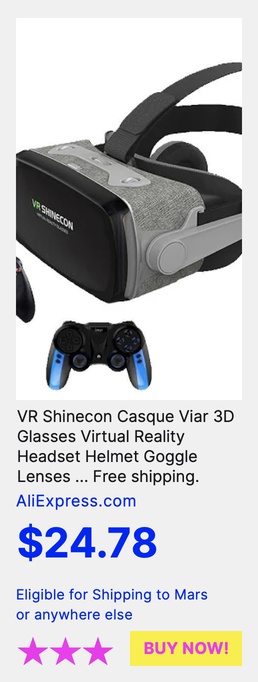 VR SHINECON
VR Shinecon Casque Viar 3D
Glasses Virtual Reality
Headset Helmet Goggle
Lenses ... Free shipping.
AliExpress.com
$24.78
Eligible for Shipping to Mars
or anywhere else
BUY NOW!